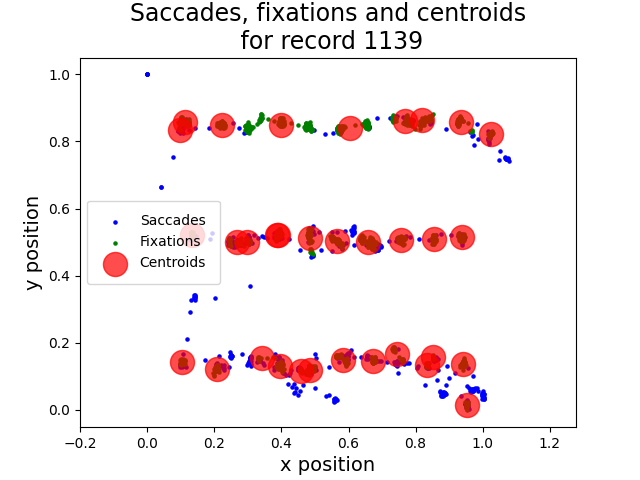 Saccades, fixations and centroids
for record 1139
y position
1.0
0.8
0.6
0.4
0.2
0.0
Saccades
Fixations
Centroids
−0.2
0.0
0.2
0.4
0.6
0.8
1.0
1.2
x position